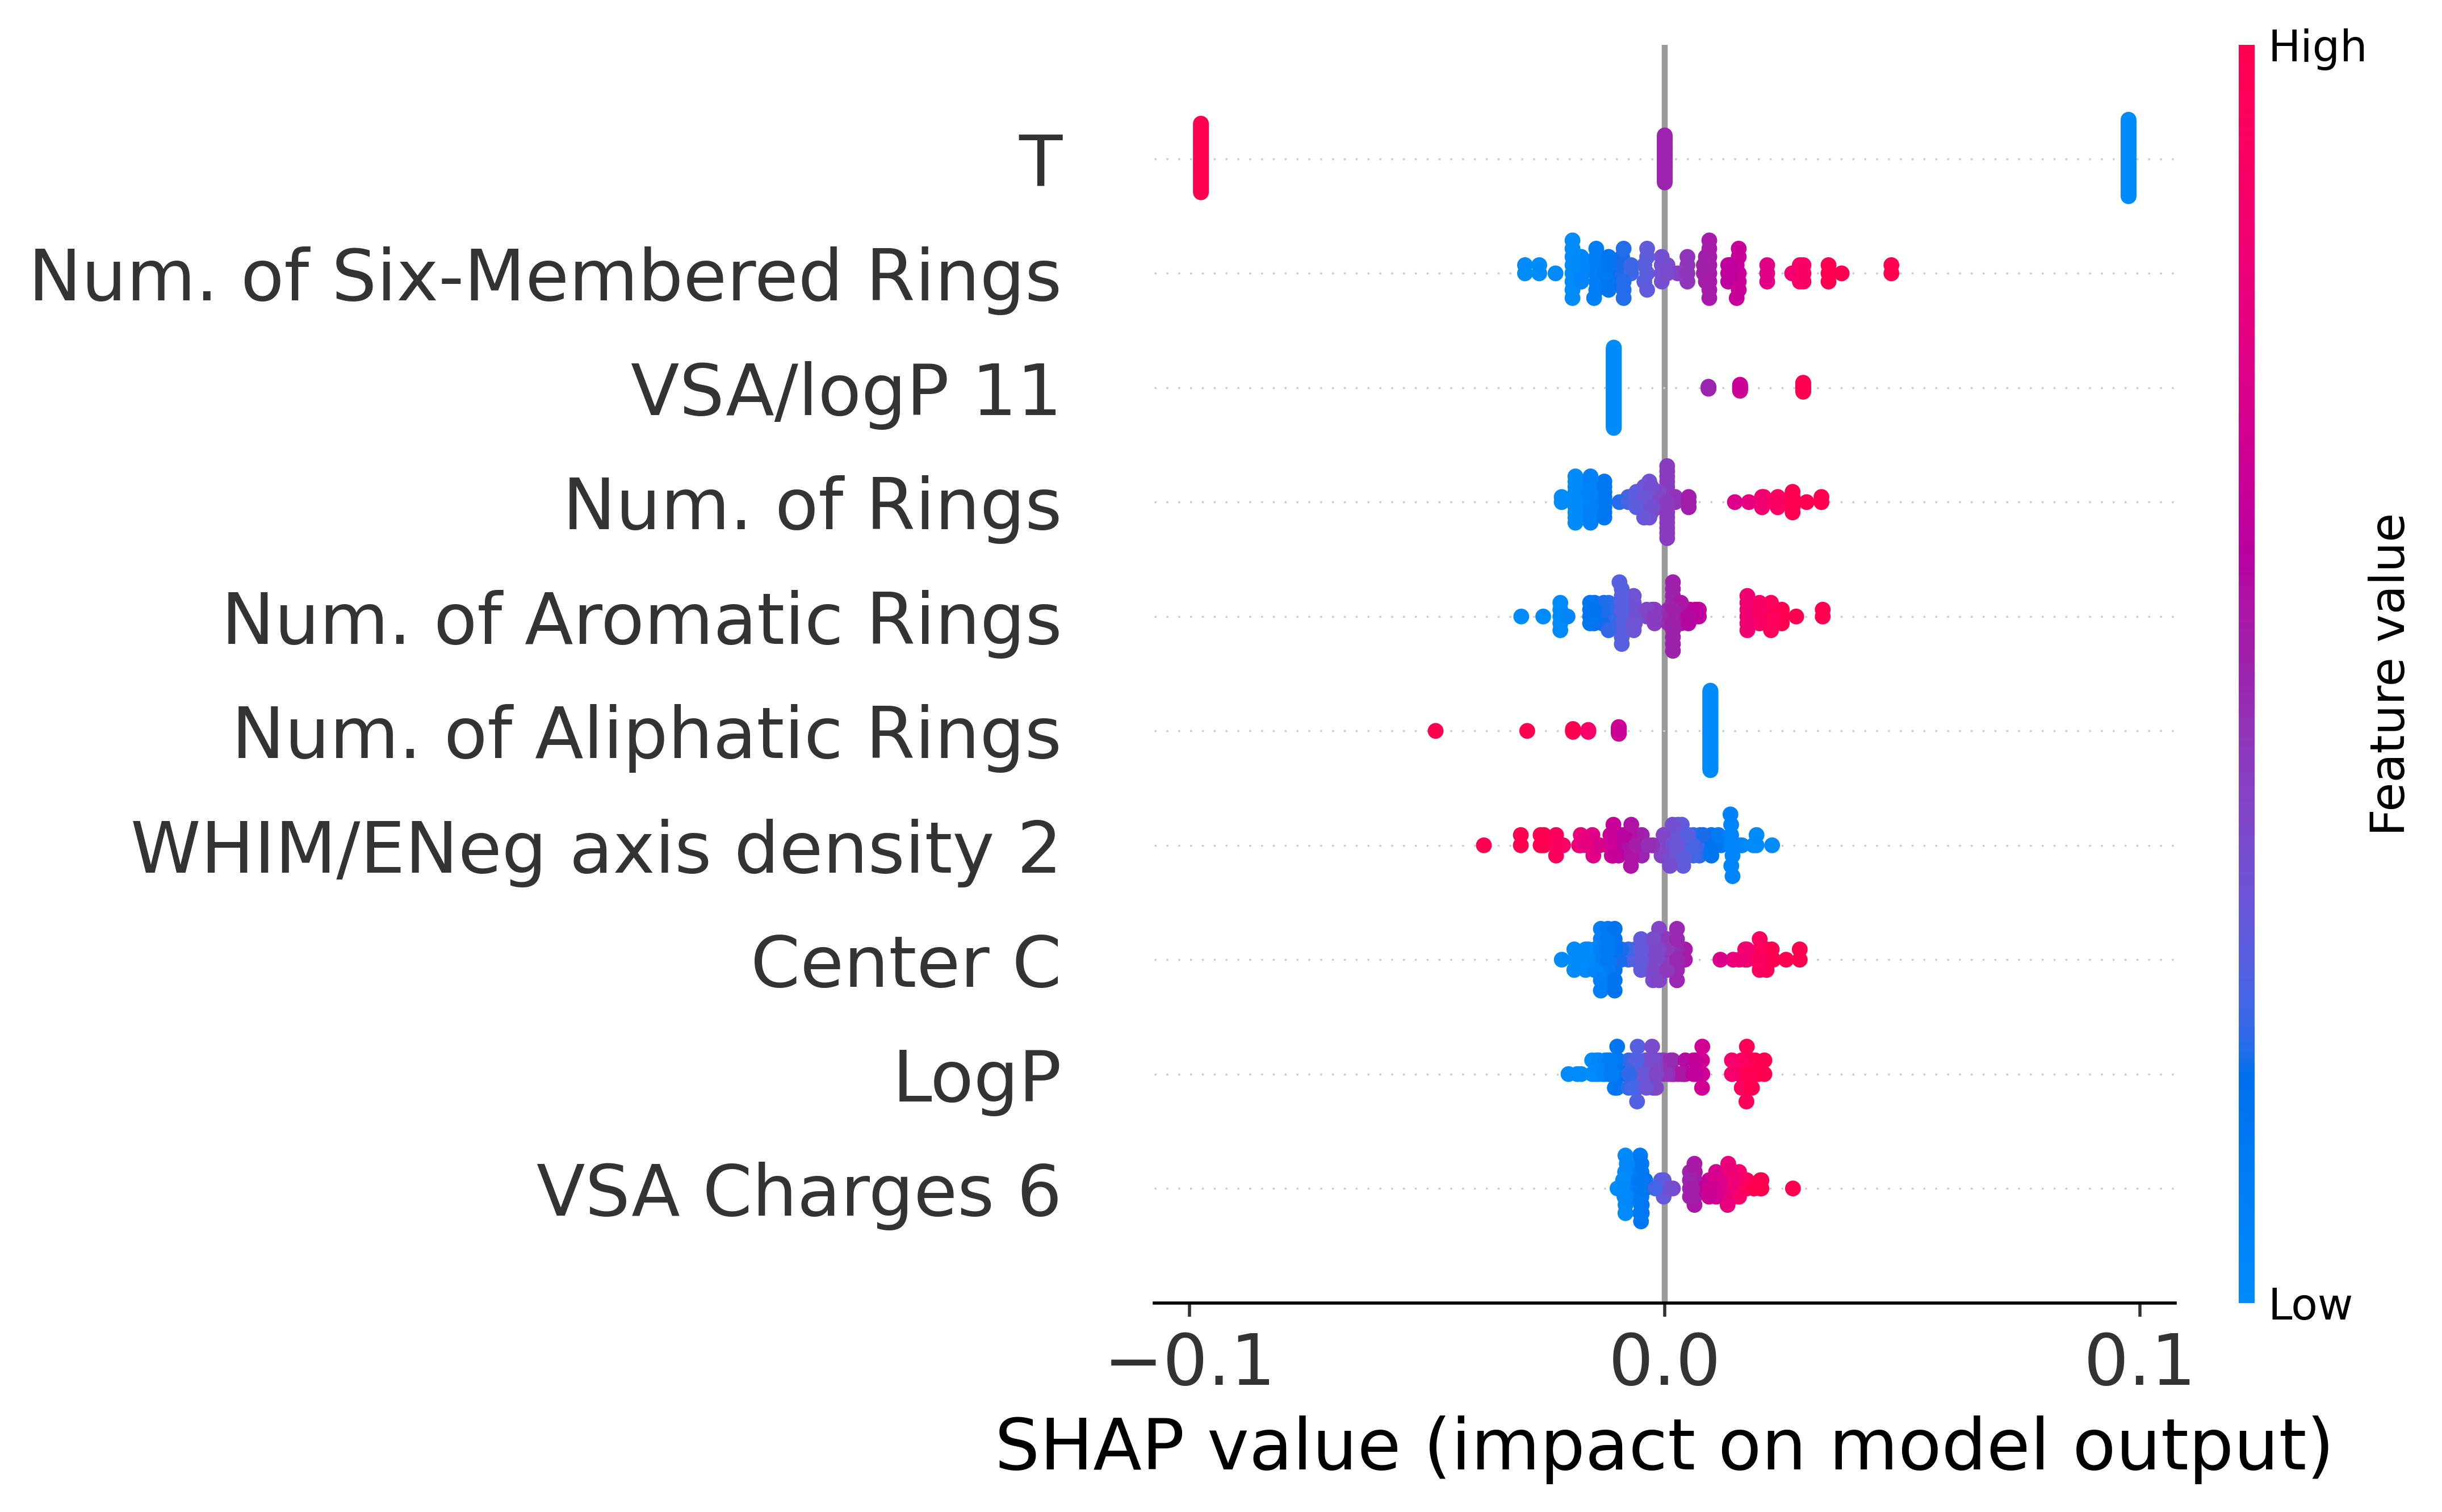 High
T
Num. of Six-Membered Rings
VSA/logP 11
Num. of Rings
Num. of Aromatic Rings
Num. of Aliphatic Rings
WHIM/ENeg axis density 2
Center C
LogP
VSA Charges 6
Feature value
Low
−0.1 0.0 0.1
SHAP value (impact on model output)